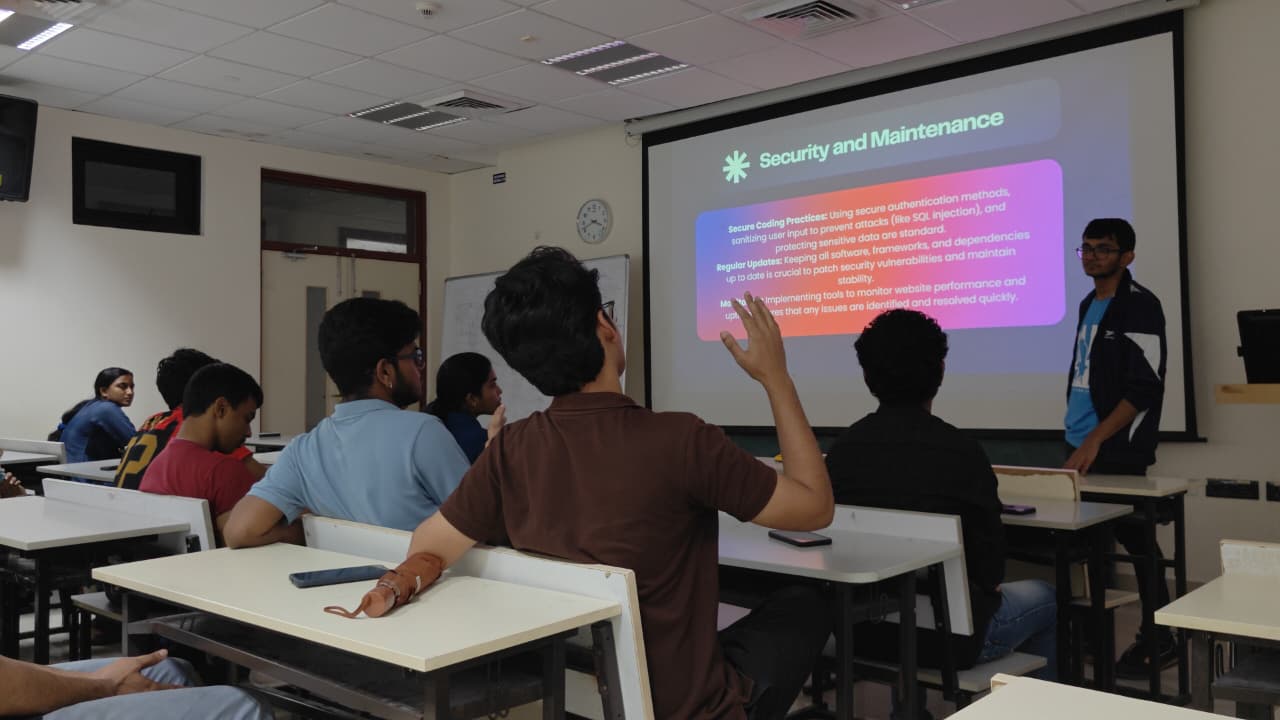 Security and Maintenance
Secure Coding Practices: Using secure authentication methods,
sanitizing user input to prevent attacks (like SQL injection), and
protecting sensitive data are standard.
Regular Updates: Keeping all software, frameworks, and dependencies
up to date is crucial to patch security vulnerabilities and maintain
stability.
implementing tools to monitor website performance and
that any issues are identified and resolved quickly.